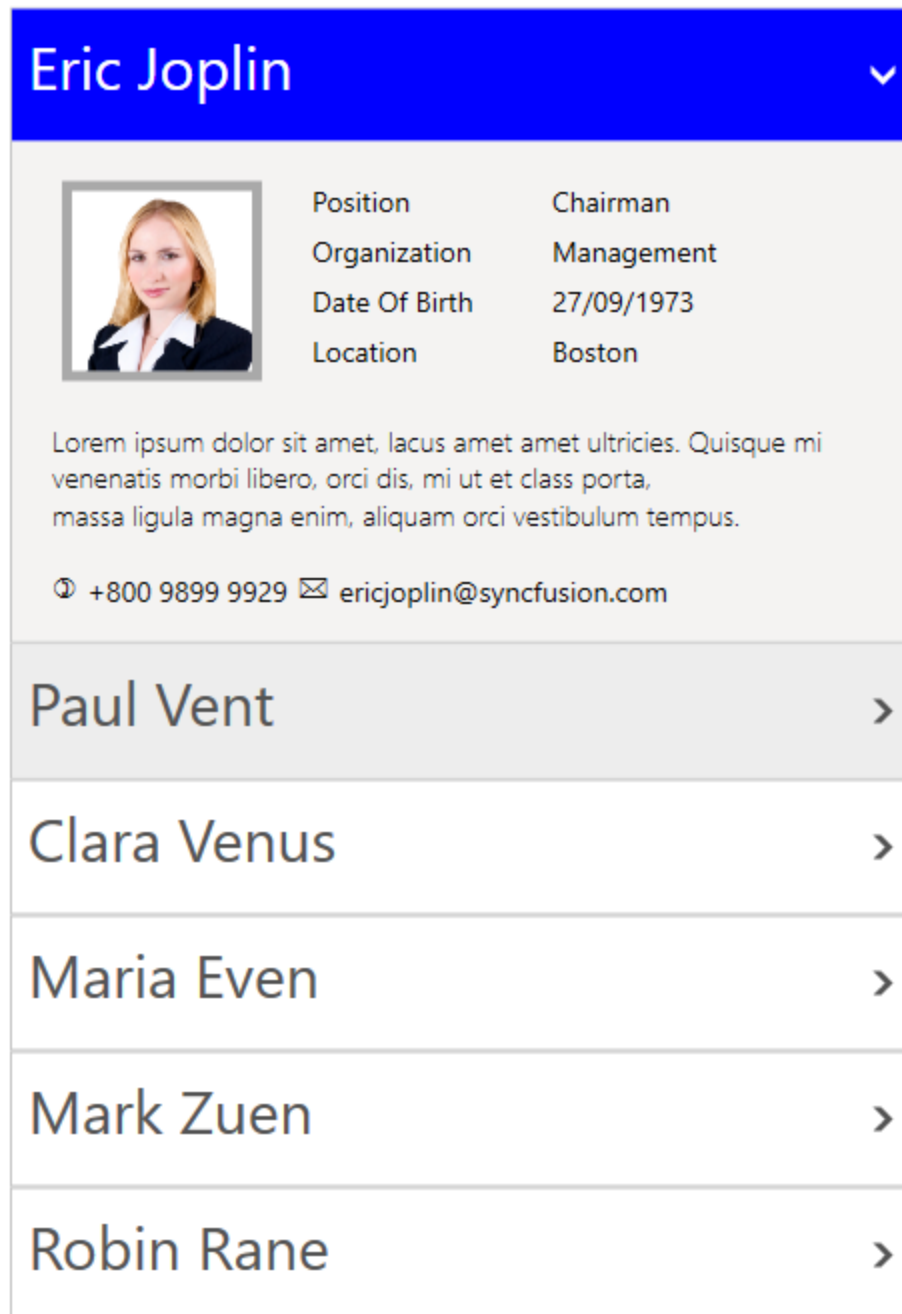 Eric Joplin
Position Chairman
Organization Management
Date Of Birth 27/09/1973
Location Boston
Lorem ipsum dolor sit amet, lacus amet amet ultricies. Quisque mi
venenatis morbi libero, orci dis, mi ut et class porta,
massa ligula magna enim, aliquam orci vestibulum tempus.
+800 9899 9929 ericjoplin@syncfusion.com
Paul Vent
Clara Venus
Maria Even
Mark Zuen
Robin Rane